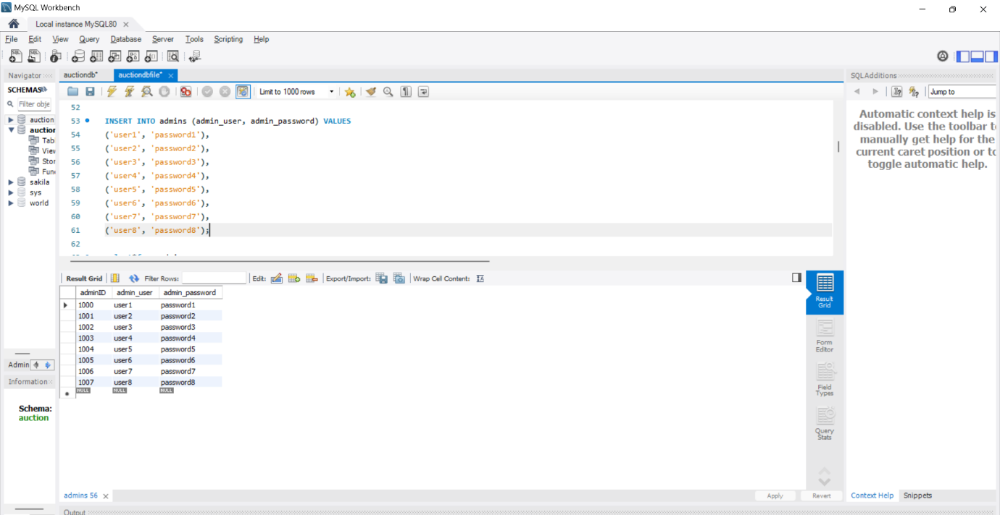 MySQL Workbench
Local instance MySQL80
File Edit View Query Database Server Tools Scripting Help
Navigator
SCHEMAS
Filter obje
auction
auction
Tab
View
Stor
Func
sakila
sys
world
Admin
Information
Schema:
auction
auctiondb*
auctiondbfile*
Limit to 1000 rows
52
53 INSERT INTO admins (admin_user, admin_password) VALUES
54 ('user1', 'password1'),
55 ('user2', 'password2'),
56 ('user3', 'password3'),
57 ('user4', 'password4'),
58 ('user5', 'password5'),
59 ('user6', 'password6'),
60 ('user7', 'password7'),
61 ('user8', 'password8');
62
Result Grid Filter Rows: Edit: Export/Import: Wrap Cell Content:
adminID admin_user admin_password
1000 user1 password1
1001 user2 password2
1002 user3 password3
1003 user4 password4
1004 user5 password5
1005 user6 password6
1006 user7 password7
1007 user8 password8
NULL NULL NULL
Result
Grid
Form
Editor
Field
Types
Query
Stats
admins 56
Apply Revert
Output
SQLAdditions
Jump to
Automatic context help is
disabled. Use the toolbar t
manually get help for the
current caret position or to
toggle automatic help.
Context Help Snippets